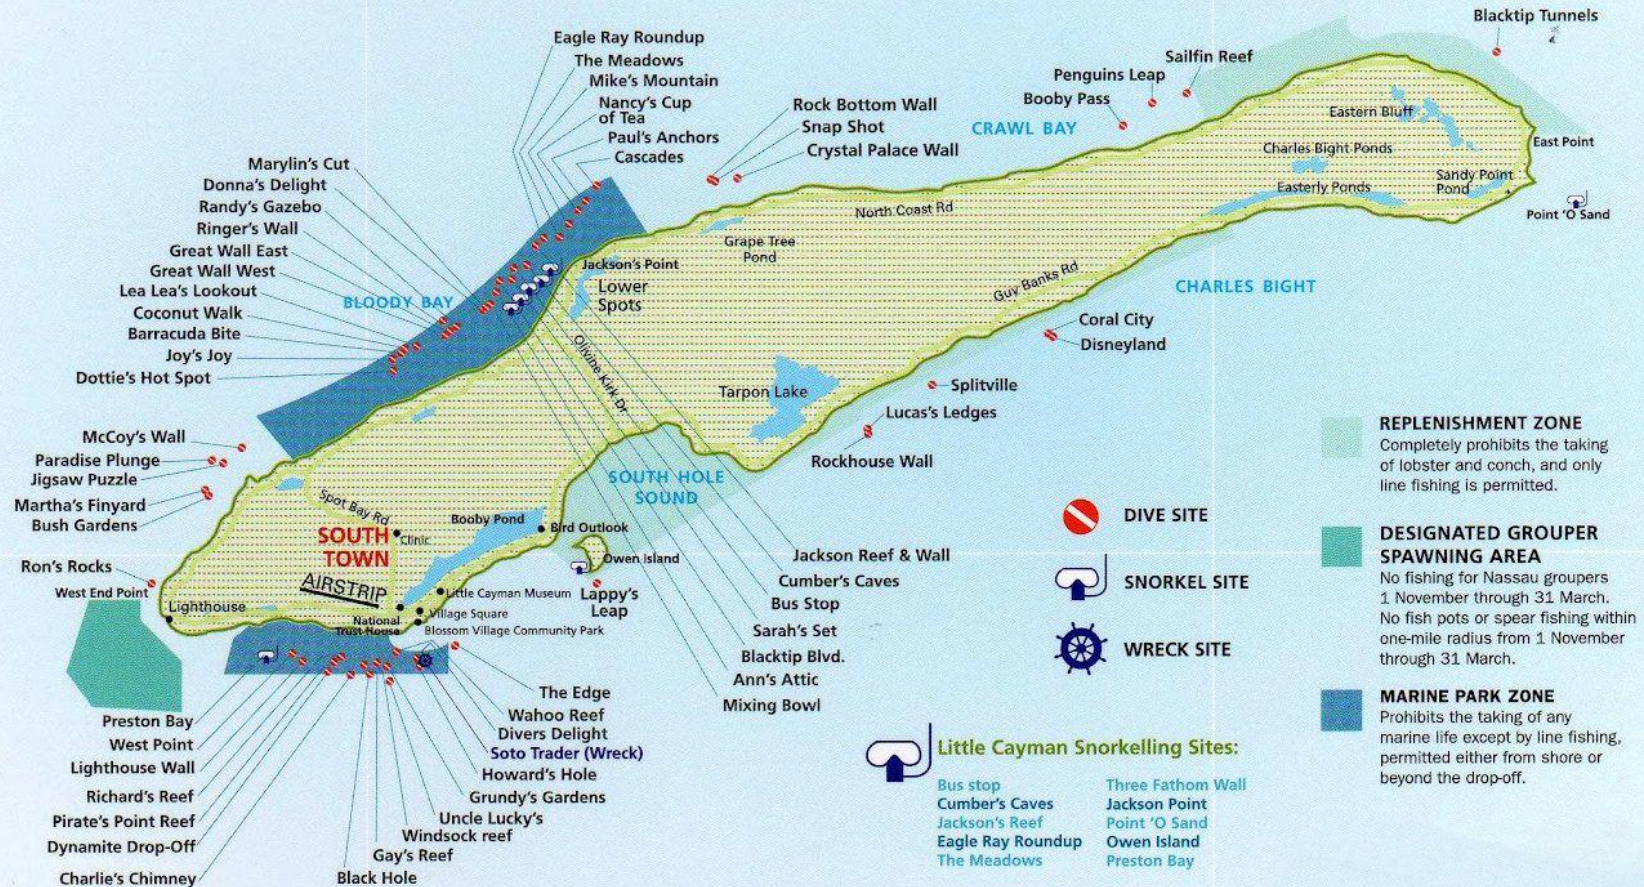 Blacktip Tunnels
Eagle Ray Roundup
The Meadows
Mike's Mountain
Nancy's Cup
of Tea
Paul's Anchors
Cascades
Sailfin Reef
Penguins Leap
Booby Pass
Rock Bottom Wall
Snap Shot
Crystal Palace Wall
CRAWL BAY
Eastern Bluff
East Point
Charles Bight Ponds
Sandy Point
Pond
Easterly Ponds
Point 'O Sand
North Coast Rd
Marylin's Cut
Donna's Delight
Randy's Gazebo
Ringer's Wall
Great Wall East
Great Wall West
Lea Lea's Lookout
Coconut Walk
Barracuda Bite
Joy's Joy
Dottie's Hot Spot
BLOODY BAY
Grape Tree
Pond
Jackson's Point
Lower
Spots
Guy Banks Rd
CHARLES BIGHT
Coral City
Disneyland
Olivine Kirk Dr
Tarpon Lake
Splitville
Lucas's Ledges
Rockhouse Wall
McCoy's Wall
Paradise Plunge
Jigsaw Puzzle
Martha's Finyard
Bush Gardens
SOUTH HOLE
SOUND
Spot Bay Rd
SOUTH
TOWN
Clinic
Booby Pond
Bird Outlook
Owen Island
Lappy's
Leap
AIRSTRIP
Ron's Rocks
West End Point
Lighthouse
Little Cayman Museum
Village Square
National
Trust House
Blossom Village Community Park
Jackson Reef & Wall
Cumber's Caves
Bus Stop
Sarah's Set
Blacktip Blvd.
Ann's Attic
Mixing Bowl
The Edge
Wahoo Reef
Divers Delight
Soto Trader (Wreck)
Howard's Hole
Grundy's Gardens
Uncle Lucky's
Windsock reef
Gay's Reef
Black Hole
Preston Bay
West Point
Lighthouse Wall
Richard's Reef
Pirate's Point Reef
Dynamite Drop-Off
Charlie's Chimney
DIVE SITE
SNORKEL SITE
WRECK SITE
Little Cayman Snorkelling Sites:
Bus stop
Cumber's Caves
Jackson's Reef
Eagle Ray Roundup
The Meadows
Three Fathom Wall
Jackson Point
Point 'O Sand
Owen Island
Preston Bay
REPLENISHMENT ZONE
Completely prohibits the taking
of lobster and conch, and only
line fishing is permitted.
DESIGNATED GROUPER
SPAWNING AREA
No fishing for Nassau groupers
1 November through 31 March.
No fish pots or spear fishing within
one-mile radius from 1 November
through 31 March.
MARINE PARK ZONE
Prohibits the taking of any
marine life except by line fishing,
permitted either from shore or
beyond the drop-off.